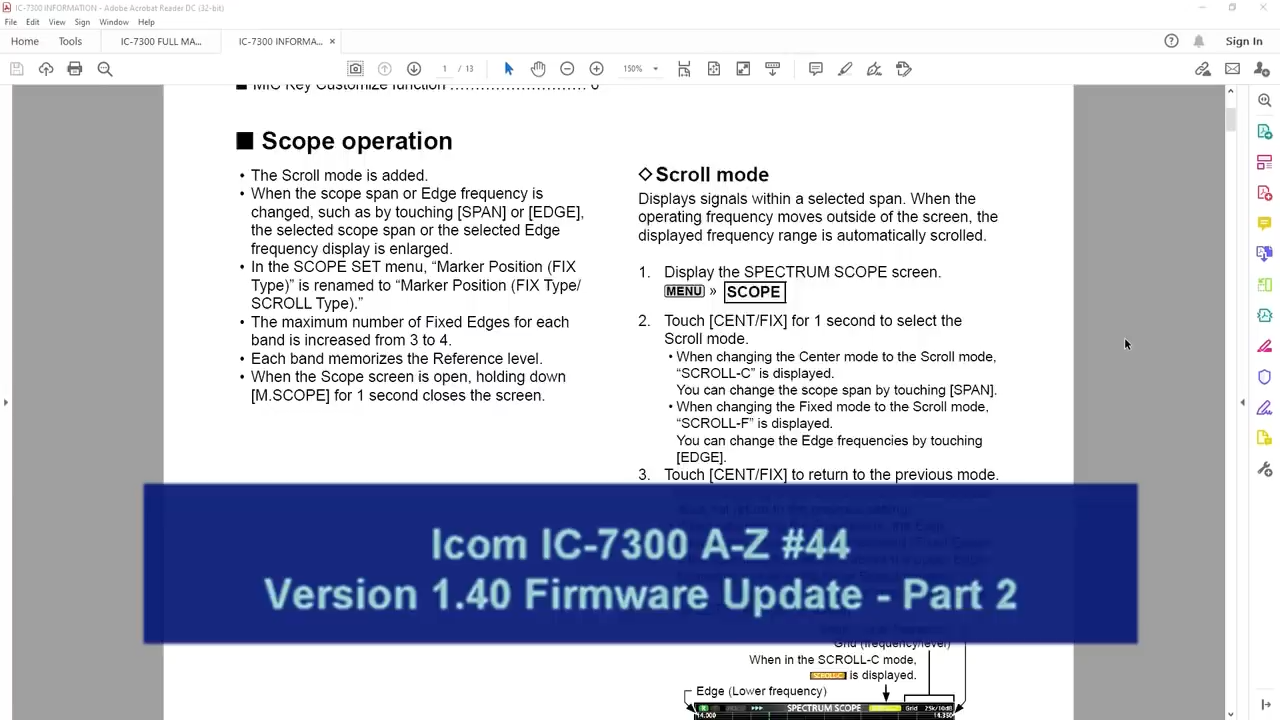 IC-7300 INFORMATION - Adobe Acrobat Reader DC (32-bit)
File Edit View Sign Window Help
Home Tools IC-7300 FULL MA... IC-7300 INFORMA... ×
Sign In
1 / 13
150%
■ MIC Key Customize function ................................ 6
■ Scope operation
• The Scroll mode is added.
• When the scope span or Edge frequency is
changed, such as by touching [SPAN] or [EDGE],
the selected scope span or the selected Edge
frequency display is enlarged.
• In the SCOPE SET menu, “Marker Position (FIX
Type)” is renamed to “Marker Position (FIX Type/
SCROLL Type).”
• The maximum number of Fixed Edges for each
band is increased from 3 to 4.
• Each band memorizes the Reference level.
• When the Scope screen is open, holding down
[M.SCOPE] for 1 second closes the screen.
◇Scroll mode
Displays signals within a selected span. When the
operating frequency moves outside of the screen, the
displayed frequency range is automatically scrolled.
1. Display the SPECTRUM SCOPE screen.
MENU » SCOPE
2. Touch [CENT/FIX] for 1 second to select the
Scroll mode.
• When changing the Center mode to the Scroll mode,
“SCROLL-C” is displayed.
You can change the scope span by touching [SPAN].
• When changing the Fixed mode to the Scroll mode,
“SCROLL-F” is displayed.
You can change the Edge frequencies by touching
[EDGE].
3. Touch [CENT/FIX] to return to the previous mode.
Icom IC-7300 A-Z #44
Version 1.40 Firmware Update - Part 2
Grid (frequency/level)
When in the SCROLL-C mode,
SCROLL-C is displayed.
Edge (Lower frequency)
SPECTRUM SCOPE Grid 25k/10dB
14.000 14.350